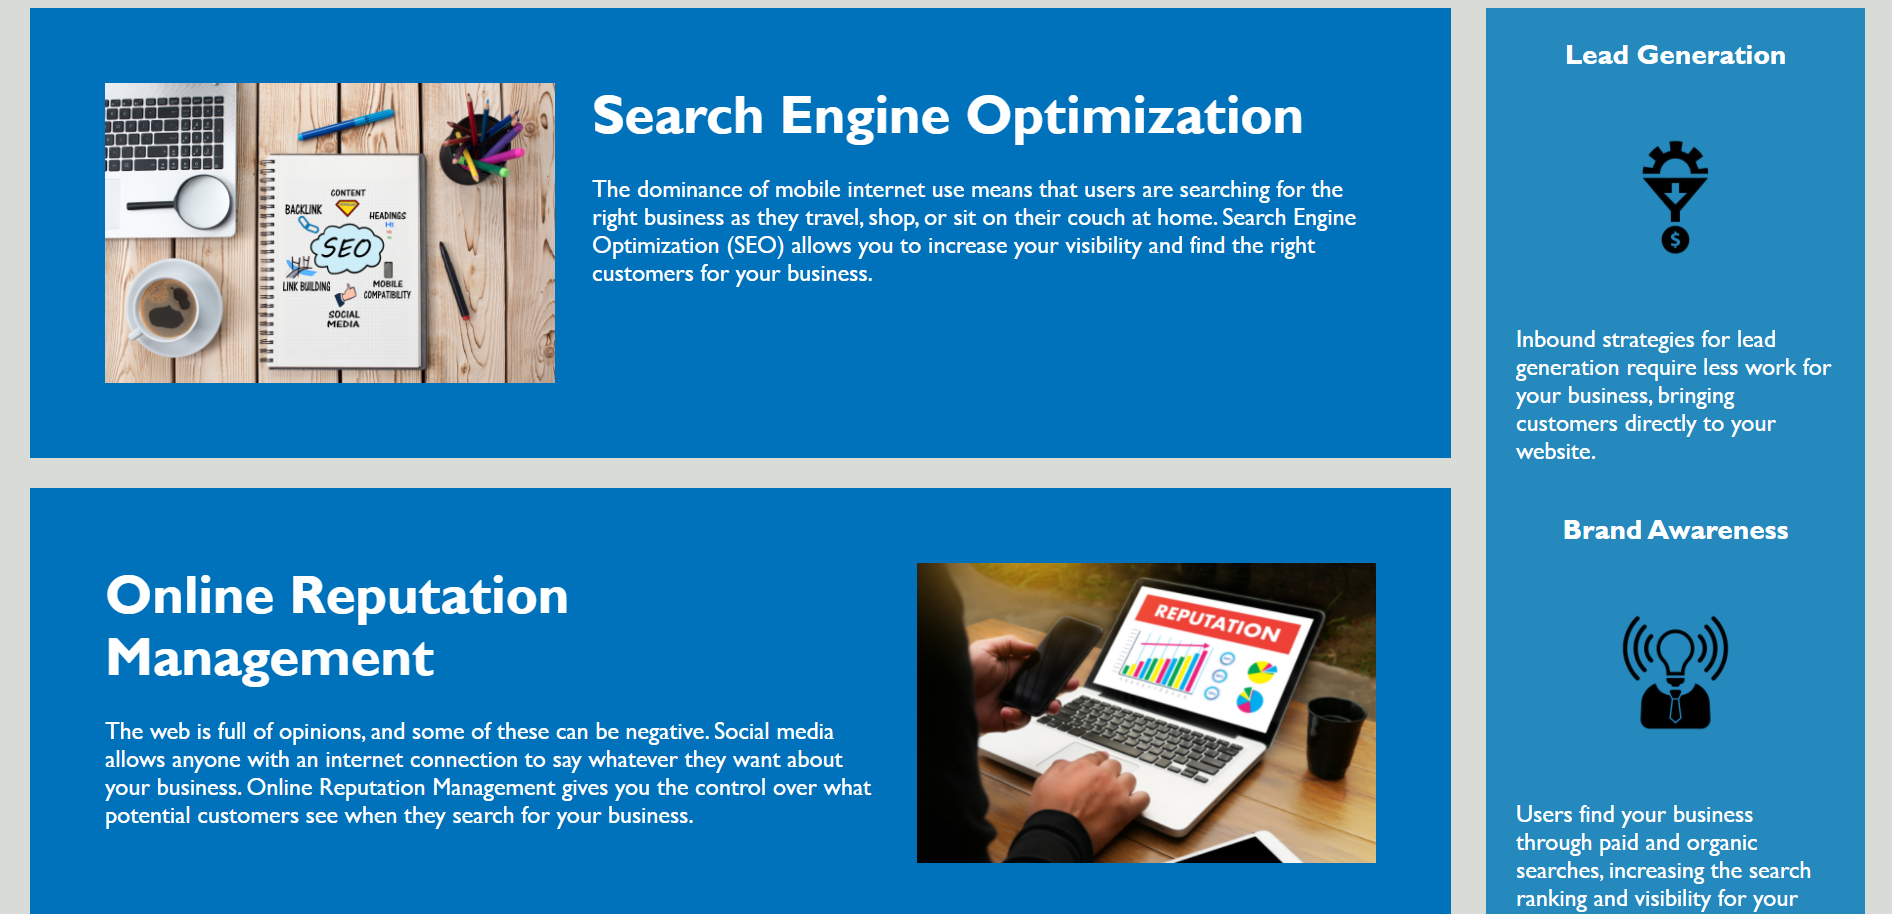 Search Engine Optimization
The dominance of mobile internet use means that users are searching for the
right business as they travel, shop, or sit on their couch at home. Search Engine
Optimization (SEO) allows you to increase your visibility and find the right
customers for your business.
CONTENT
BACKLINK
HEADINGS
H1
SEO
LINK BUILDING
MOBILE
COMPATIBILITY
SOCIAL
MEDIA
Online Reputation
Management
The web is full of opinions, and some of these can be negative. Social media
allows anyone with an internet connection to say whatever they want about
your business. Online Reputation Management gives you the control over what
potential customers see when they search for your business.
REPUTATION
Lead Generation
$
Inbound strategies for lead
generation require less work for
your business, bringing
customers directly to your
website.
Brand Awareness
Users find your business
through paid and organic
searches, increasing the search
ranking and visibility for your